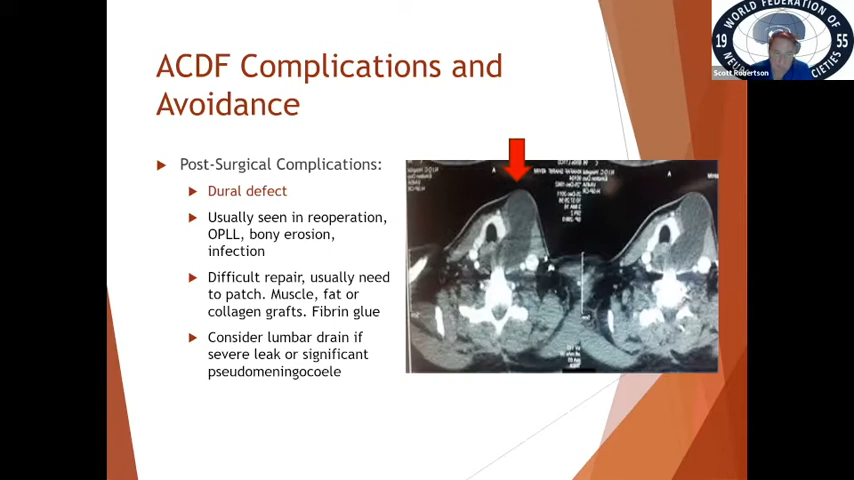 WORLD FEDERATION OF
19 55
Scott Robertson
ACDF Complications and
Avoidance
Post-Surgical Complications:
Dural defect
Usually seen in reoperation,
OPLL, bony erosion,
infection
Difficult repair, usually need
to patch. Muscle, fat or
collagen grafts. Fibrin glue
Consider lumbar drain if
severe leak or significant
pseudomeningocoele